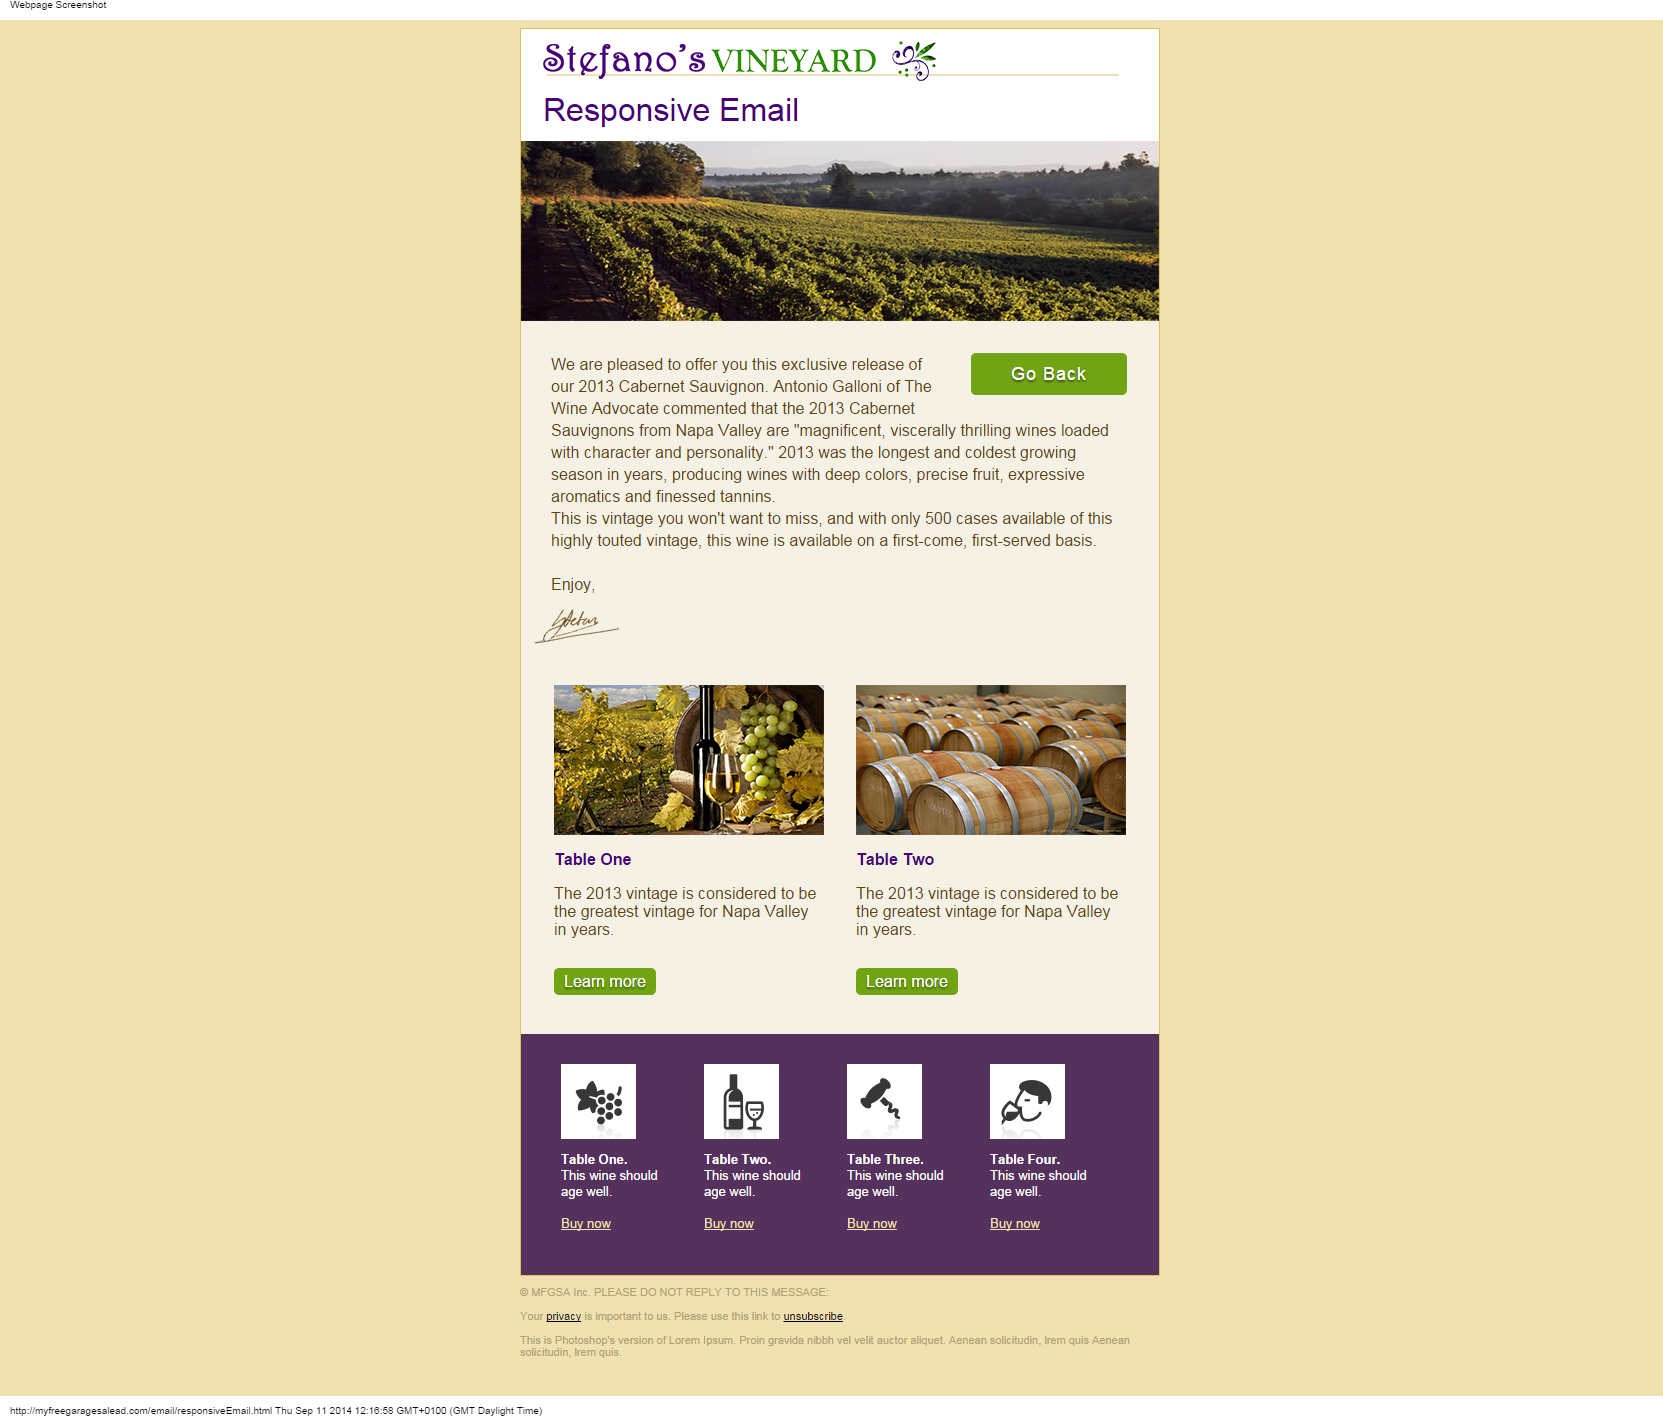 Webpage Screenshot
Stefano's VINEYARD
Responsive Email
Go Back
We are pleased to offer you this exclusive release of
our 2013 Cabernet Sauvignon. Antonio Galloni of The
Wine Advocate commented that the 2013 Cabernet
Sauvignons from Napa Valley are "magnificent, viscerally thrilling wines loaded
with character and personality." 2013 was the longest and coldest growing
season in years, producing wines with deep colors, precise fruit, expressive
aromatics and finessed tannins.
This is vintage you won't want to miss, and with only 500 cases available of this
highly touted vintage, this wine is available on a first-come, first-served basis.
Enjoy,
Table One
The 2013 vintage is considered to be
the greatest vintage for Napa Valley
in years.
Learn more
Table Two
The 2013 vintage is considered to be
the greatest vintage for Napa Valley
in years.
Learn more
Table One.
This wine should
age well.
Buy now
Table Two.
This wine should
age well.
Buy now
Table Three.
This wine should
age well.
Buy now
Table Four.
This wine should
age well.
Buy now
© MFGSA Inc. PLEASE DO NOT REPLY TO THIS MESSAGE:
Your privacy is important to us. Please use this link to unsubscribe
This is Photoshop's version of Lorem Ipsum. Proin gravida nibbh vel velit auctor aliquet. Aenean solicitudin, lrem quis Aenean
solicitudin, lrem quis.
http://myfreegaragesalead.com/email/responsiveEmail.html Thu Sep 11 2014 12:16:58 GMT+0100 (GMT Daylight Time)